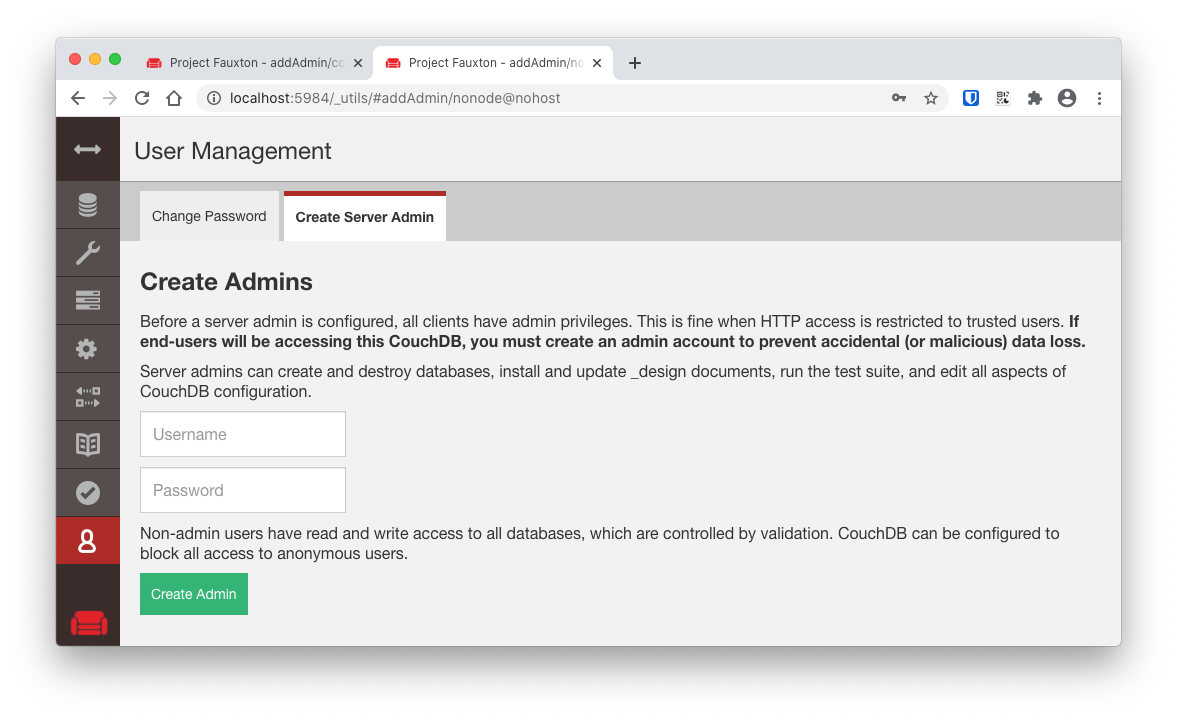 Project Fauxton - addAdmin/co
Project Fauxton - addAdmin/no
localhost:5984/_utils/#addAdmin/nonode@nohost
User Management
Change Password
Create Server Admin
Create Admins
Before a server admin is configured, all clients have admin privileges. This is fine when HTTP access is restricted to trusted users. If
end-users will be accessing this CouchDB, you must create an admin account to prevent accidental (or malicious) data loss.
Server admins can create and destroy databases, install and update _design documents, run the test suite, and edit all aspects of
CouchDB configuration.
Username
Password
Non-admin users have read and write access to all databases, which are controlled by validation. CouchDB can be configured to
block all access to anonymous users.
Create Admin